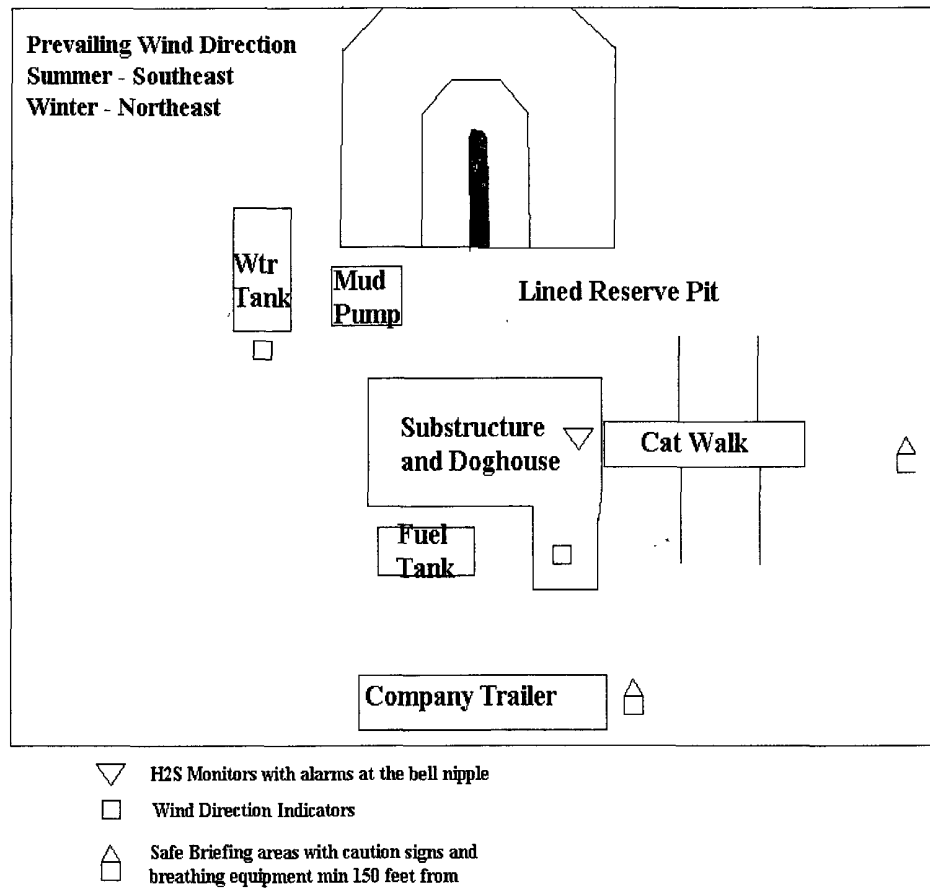 Prevailing Wind Direction
Summer - Southeast
Winter - Northeast
Wtr
Tank
Mud
Pump
Lined Reserve Pit
Substructure
and Doghouse
Cat Walk
Fuel
Tank
Company Trailer
H2S Monitors with alarms at the bell nipple
Wind Direction Indicators
Safe Briefing areas with caution signs and
breathing equipment min 150 feet from